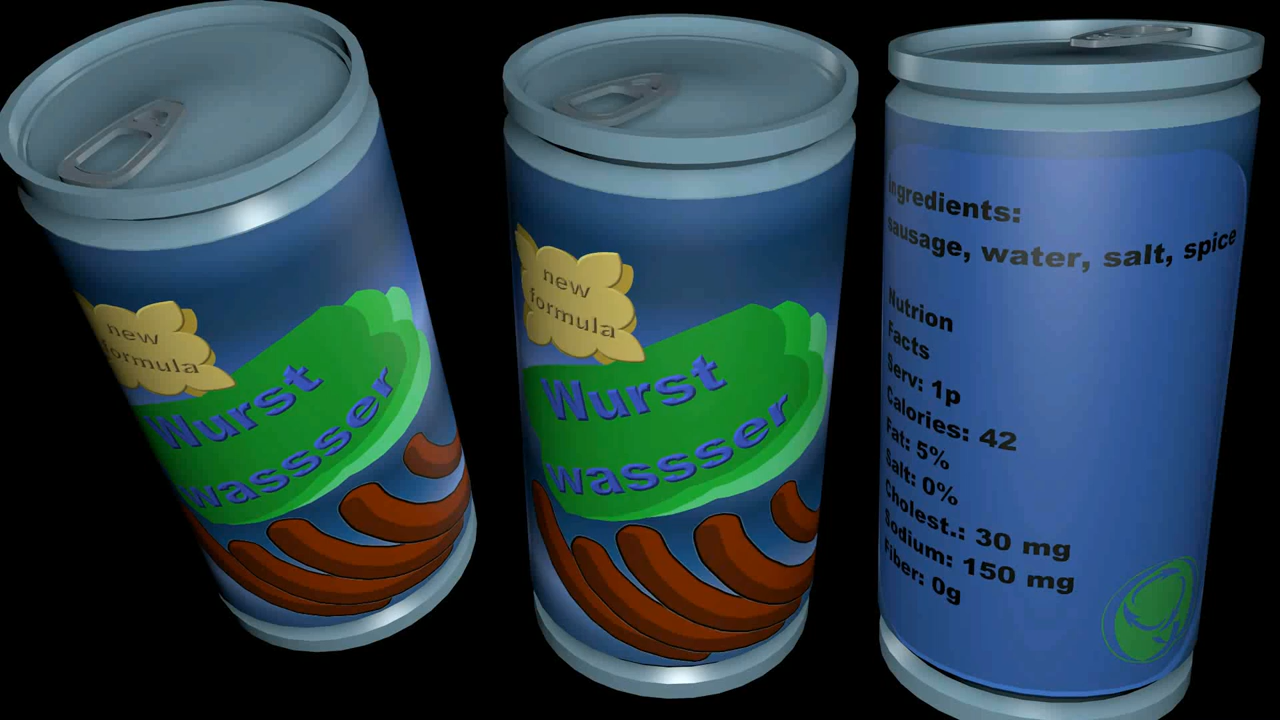 new
formula
Wurst
wassser
new
formula
Wurst
wassser
Ingredients:
sausage, water, salt, spice
Nutrion
Facts
Serv: 1p
Calories: 42
Fat: 5%
Salt: 0%
Cholest.: 30 mg
Sodium: 150 mg
Fiber: 0g